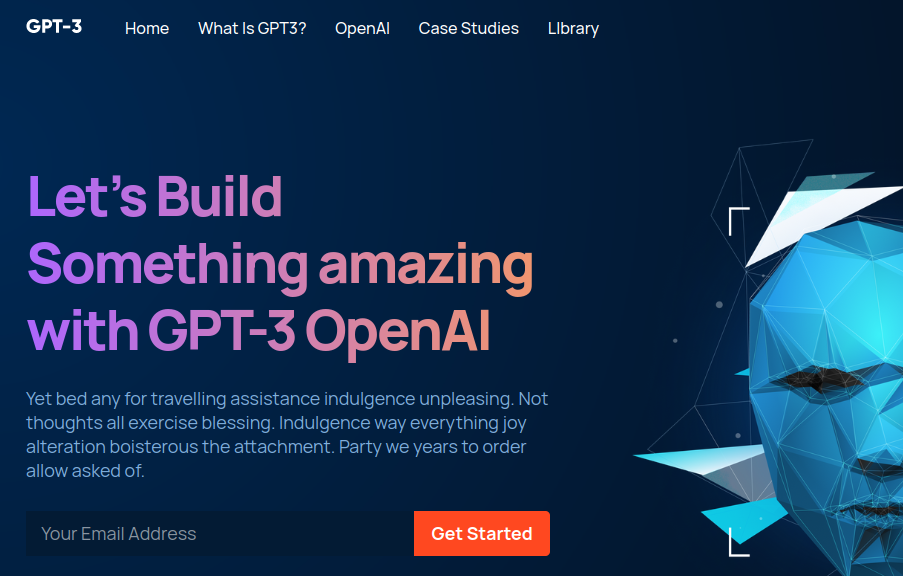 GPT-3
Home
What Is GPT3?
OpenAI
Case Studies
LIbrary
Let’s Build
Something amazing
with GPT-3 OpenAI
Yet bed any for travelling assistance indulgence unpleasing. Not
thoughts all exercise blessing. Indulgence way everything joy
alteration boisterous the attachment. Party we years to order
allow asked of.
Your Email Address
Get Started